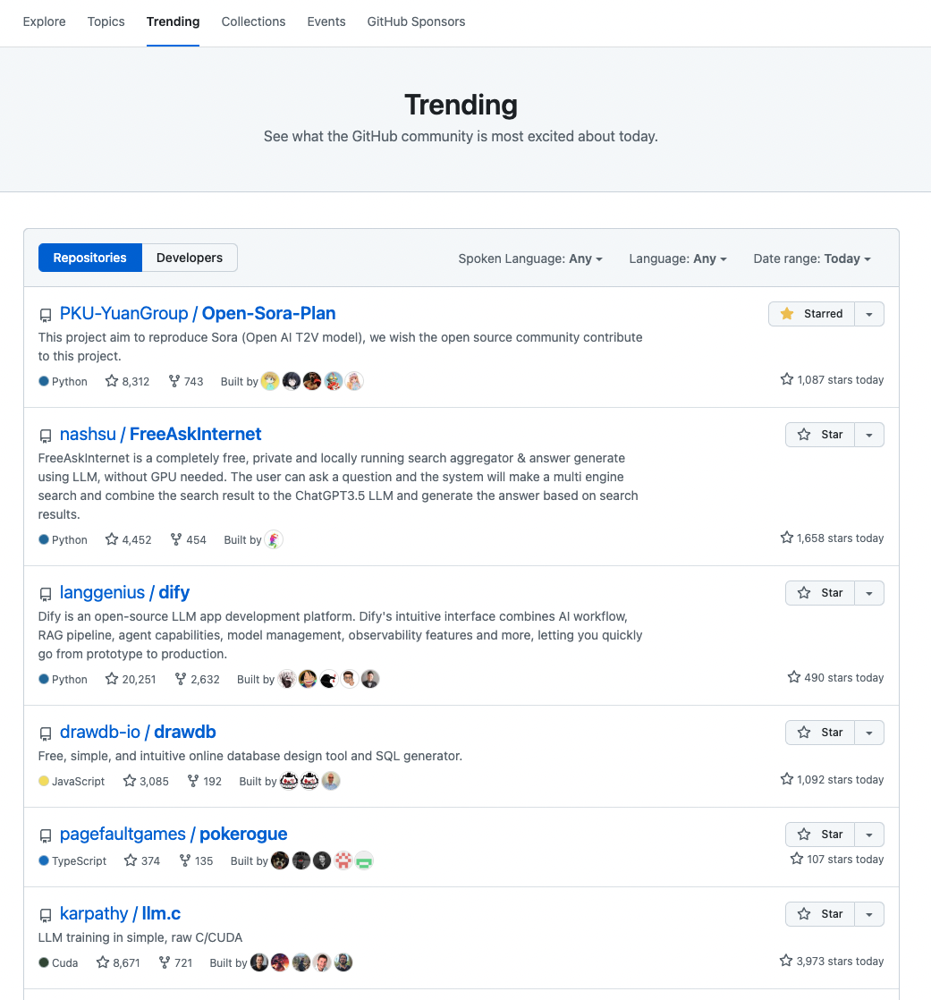 Explore Topics Trending Collections Events GitHub Sponsors
Trending
See what the GitHub community is most excited about today.
Repositories Developers Spoken Language: Any Language: Any Date range: Today
PKU-YuanGroup / Open-Sora-Plan Starred
This project aim to reproduce Sora (Open AI T2V model), we wish the open source community contribute
to this project.
Python 8,312 743 Built by 1,087 stars today
nashsu / FreeAskInternet Star
FreeAskInternet is a completely free, private and locally running search aggregator & answer generate
using LLM, without GPU needed. The user can ask a question and the system will make a multi engine
search and combine the search result to the ChatGPT3.5 LLM and generate the answer based on search
results.
Python 4,452 454 Built by 1,658 stars today
langgenius / dify Star
Dify is an open-source LLM app development platform. Dify's intuitive interface combines AI workflow,
RAG pipeline, agent capabilities, model management, observability features and more, letting you quickly
go from prototype to production.
Python 20,251 2,632 Built by 490 stars today
drawdb-io / drawdb Star
Free, simple, and intuitive online database design tool and SQL generator.
JavaScript 3,085 192 Built by 1,092 stars today
pagefaultgames / pokerogue Star
TypeScript 374 135 Built by 107 stars today
karpathy / llm.c Star
LLM training in simple, raw C/CUDA
Cuda 8,671 721 Built by 3,973 stars today